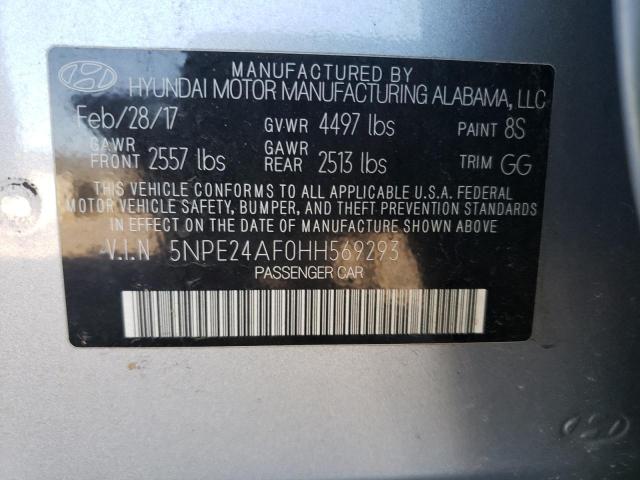 MANUFACTURED BY
HYUNDAI MOTOR MANUFACTURING ALABAMA, LLC
Feb/28/17 GVWR 4497 lbs PAINT 8S
GAWR FRONT 2557 lbs GAWR REAR 2513 lbs TRIM GG
THIS VEHICLE CONFORMS TO ALL APPLICABLE U.S.A. FEDERAL
MOTOR VEHICLE SAFETY, BUMPER, AND THEFT PREVENTION STANDARDS
IN EFFECT ON THE DATE OF MANUFACTURE SHOWN ABOVE.
V.I.N 5NPE24AF0HH569293
PASSENGER CAR